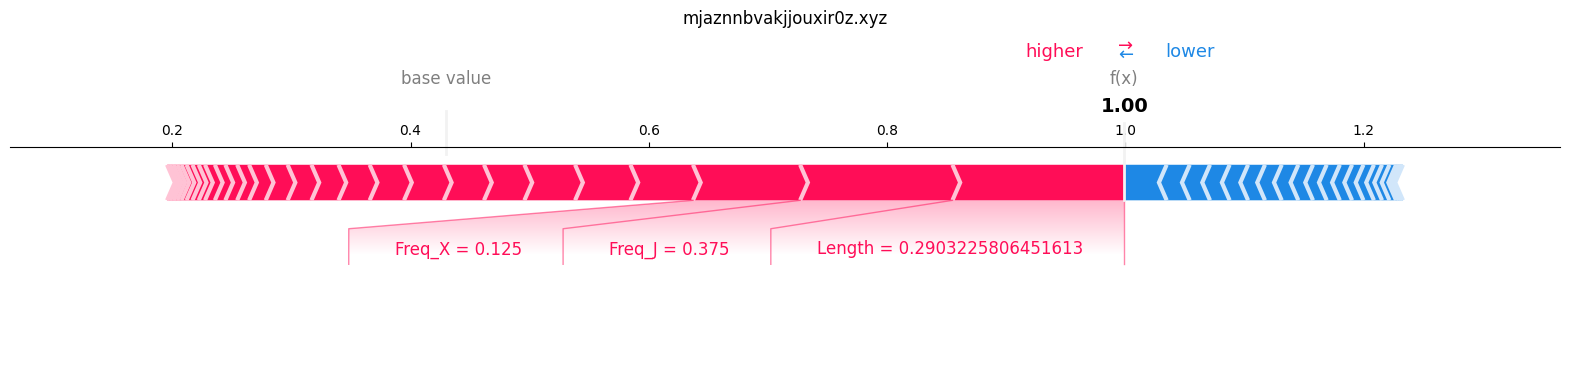 mjaznnbvakjjouxir0z.xyz
higher ⇄ lower
base value f(x)
1.00
0.2 0.4 0.6 0.8 1.0 1.2
Freq_X = 0.125 Freq_J = 0.375 Length = 0.2903225806451613